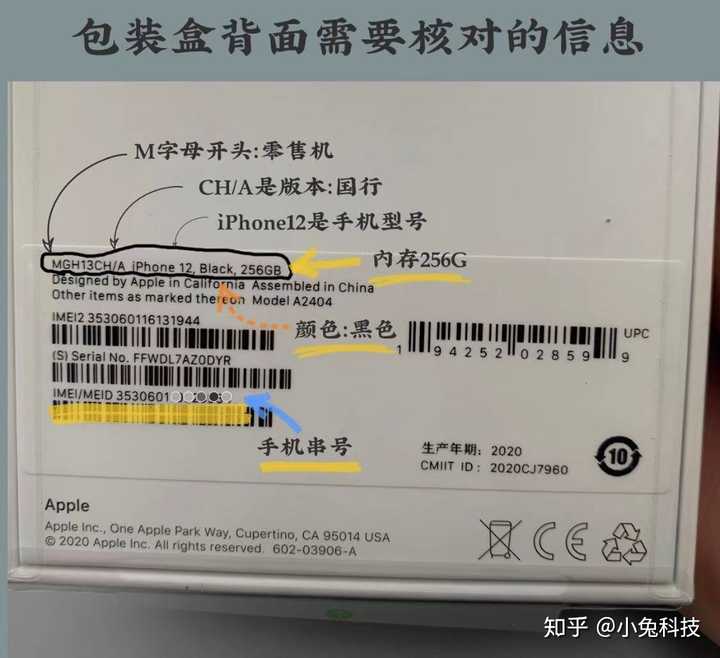 包装盒背面需要核对的信息
M字母开头:零售机
CH/A是版本:国行
iPhone12是手机型号
MGH13CH/A iPhone 12, Black, 256GB
内存256G
Designed by Apple in California Assembled in China
Other items as marked thereon Model A2404
IMEI2 353060116131944
颜色:黑色
UPC
1 94252 02859 9
(S) Serial No. FFWDL7AZ0DYR
IMEI/MEID 3530601
手机串号
生产年期: 2020
CMIIT ID: 2020CJ7960
10
Apple
Apple Inc., One Apple Park Way, Cupertino, CA 95014 USA
© 2020 Apple Inc. All rights reserved. 602-03906-A
CE
知乎 @小兔科技